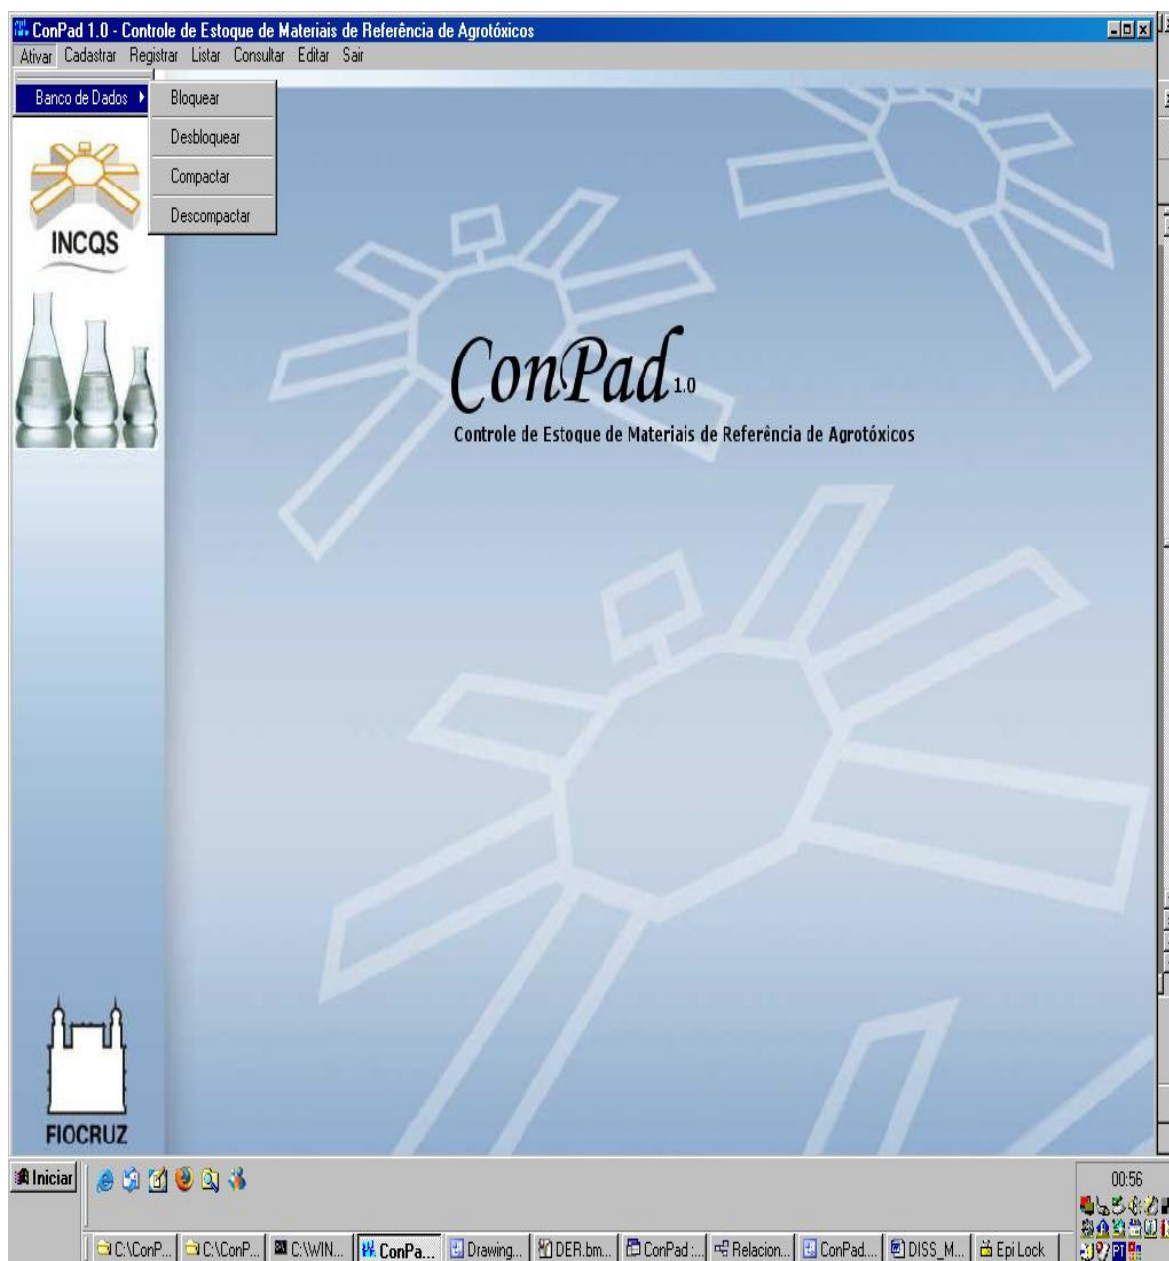 ConPad 1.0 - Controle de Estoque de Materiais de Referência de Agrotóxicos
Ativar Cadastrar Registrar Listar Consultar Editar Sair
Banco de Dados
Bloquear
Desbloquear
Compactar
Descompactar
INCQS
ConPad 1.0
Controle de Estoque de Materiais de Referência de Agrotóxicos
FIOCRUZ
Iniciar
00:56
C:\ConP... C:\ConP... C:\WIN... ConPa... Drawing... DER.bm... ConPad :... Relacion... ConPad... DISS_M... Epi Lock
PT